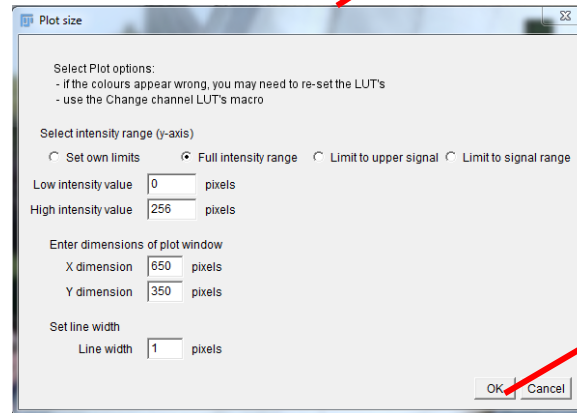 Plot size
Select Plot options:
- if the colours appear wrong, you may need to re-set the LUT's
- use the Change channel LUT's macro
Select intensity range (y-axis)
Set own limits Full intensity range Limit to upper signal Limit to signal range
Low intensity value 0 pixels
High intensity value 256 pixels
Enter dimensions of plot window
X dimension 650 pixels
Y dimension 350 pixels
Set line width
Line width 1 pixels
OK Cancel